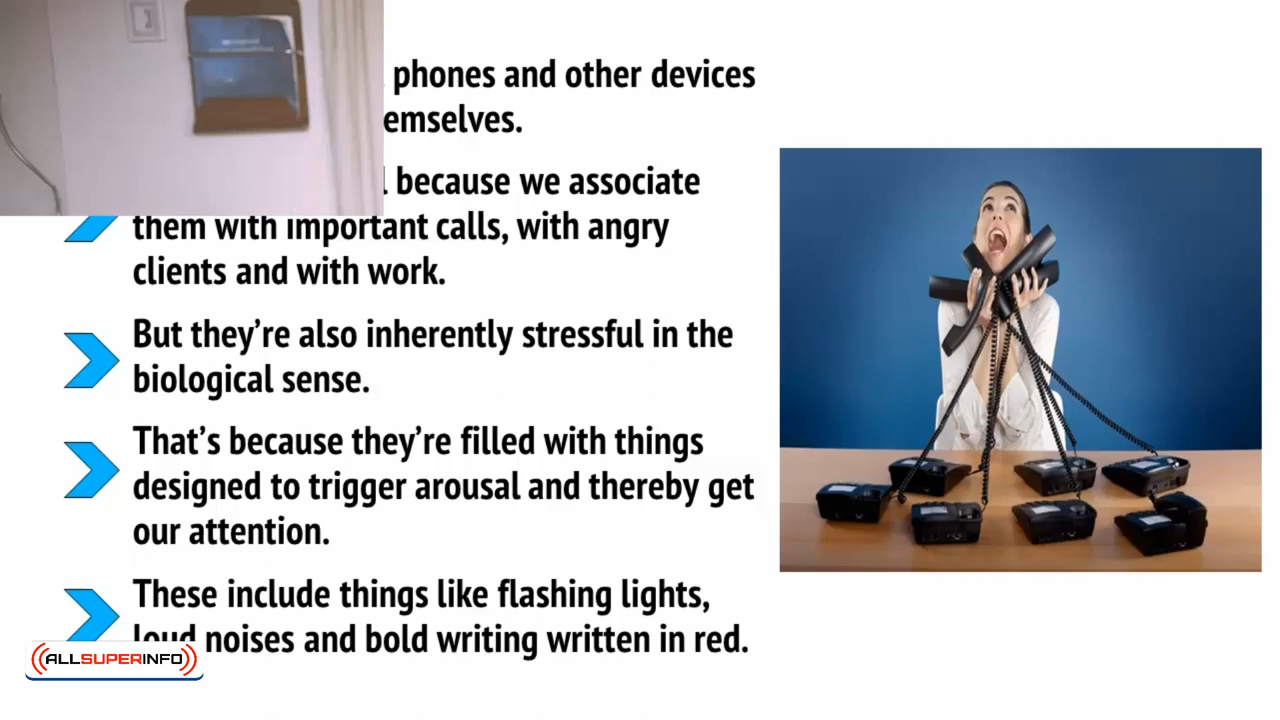 phones and other devices
emselves.
because we associate
them with important calls, with angry
clients and with work.
But they're also inherently stressful in the
biological sense.
That's because they're filled with things
designed to trigger arousal and thereby get
our attention.
These include things like flashing lights,
loud noises and bold writing written in red.
ALLSUPERINFO